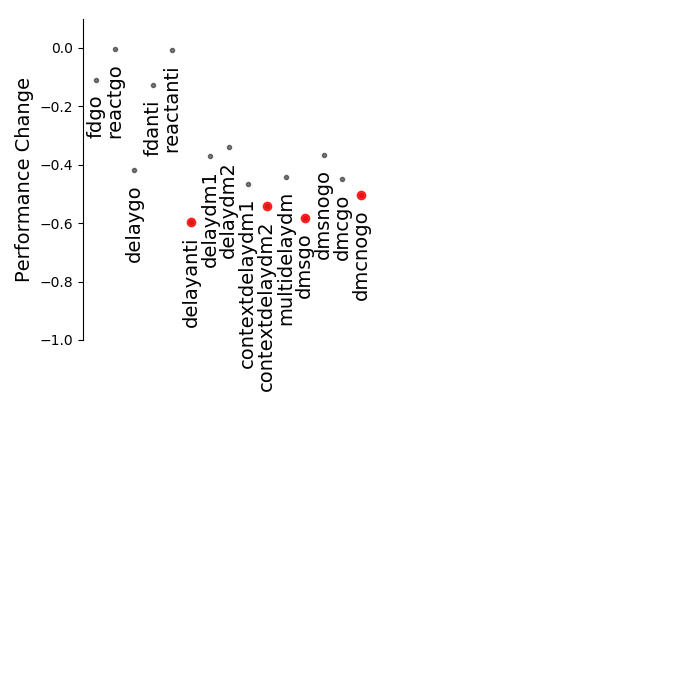 Performance Change
0.0
−0.2
−0.4
−0.6
−0.8
−1.0
fdgo
reactgo
delaygo
fdanti
reactanti
delayanti
delaydm1
delaydm2
contextdelaydm1
contextdelaydm2
multidelaydm
dmsgo
dmsnogo
dmcgo
dmcnogo